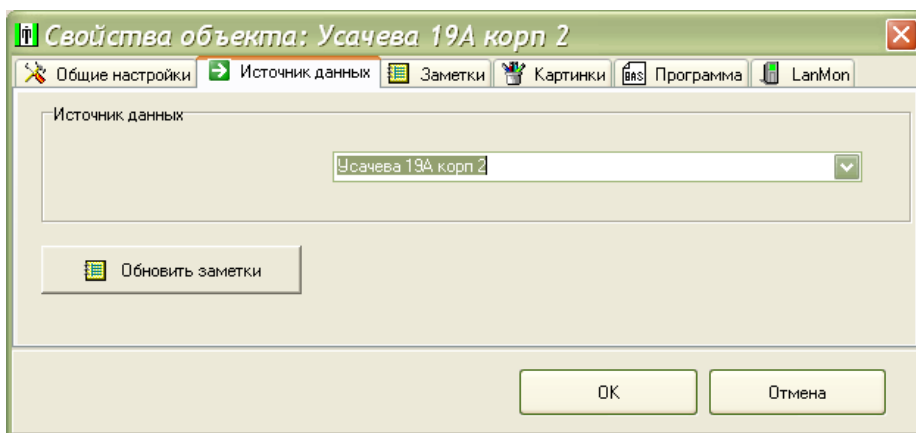 Свойства объекта: Усачева 19А корп 2
Общие настройки Источник данных Заметки Картинки BAS Программа LanMon
Источник данных
Усачева 19А корп 2
Обновить заметки
OK Отмена